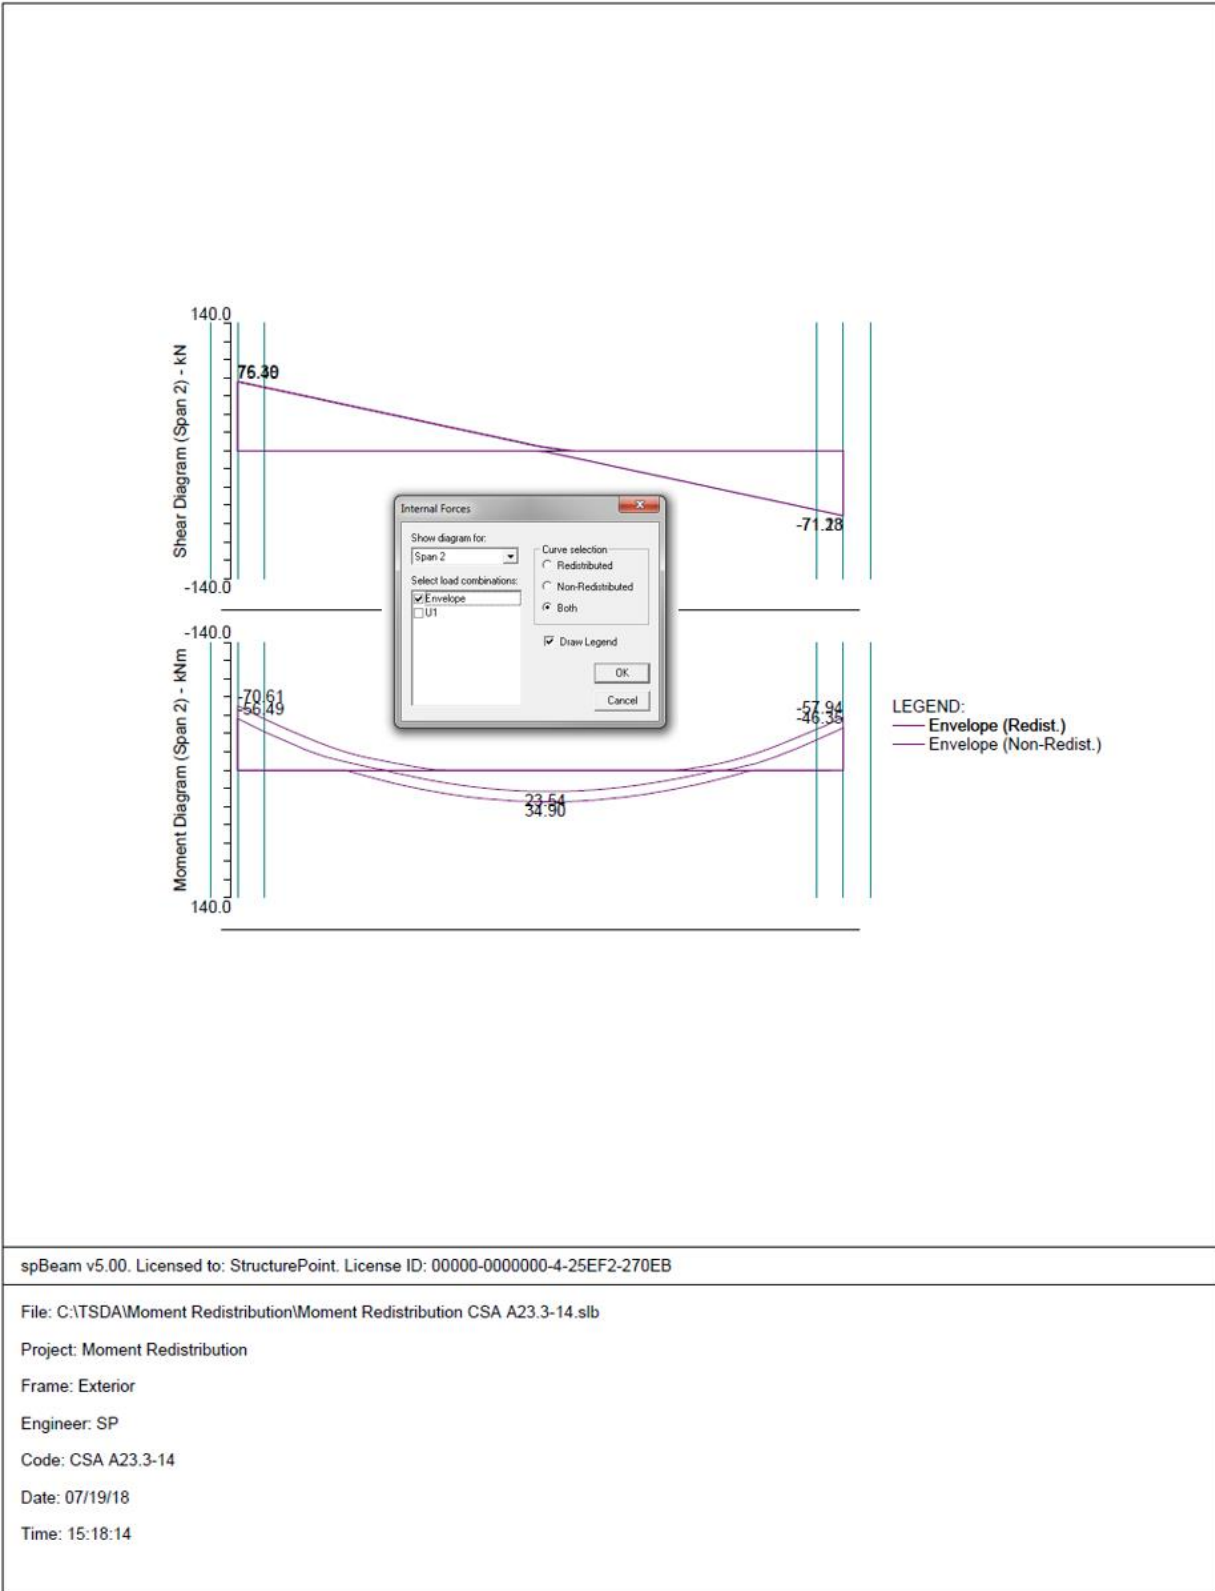 140.0
Shear Diagram (Span 2) - kN
-140.0
Internal Forces
Show diagram for:
Span 2
Select load combinations:
Envelope
U1
Curve selection
Redistributed
Non-Redistributed
Both
Draw Legend
OK
Cancel
-140.0
Moment Diagram (Span 2) - kNm
-70.61
-56.49
-57.94
-46.35
23.54
34.90
140.0
LEGEND:
Envelope (Redist.)
Envelope (Non-Redist.)
spBeam v5.00. Licensed to: StructurePoint. License ID: 00000-0000000-4-25EF2-270EB
File: C:\TSDA\Moment Redistribution\Moment Redistribution CSA A23.3-14.slb
Project: Moment Redistribution
Frame: Exterior
Engineer: SP
Code: CSA A23.3-14
Date: 07/19/18
Time: 15:18:14